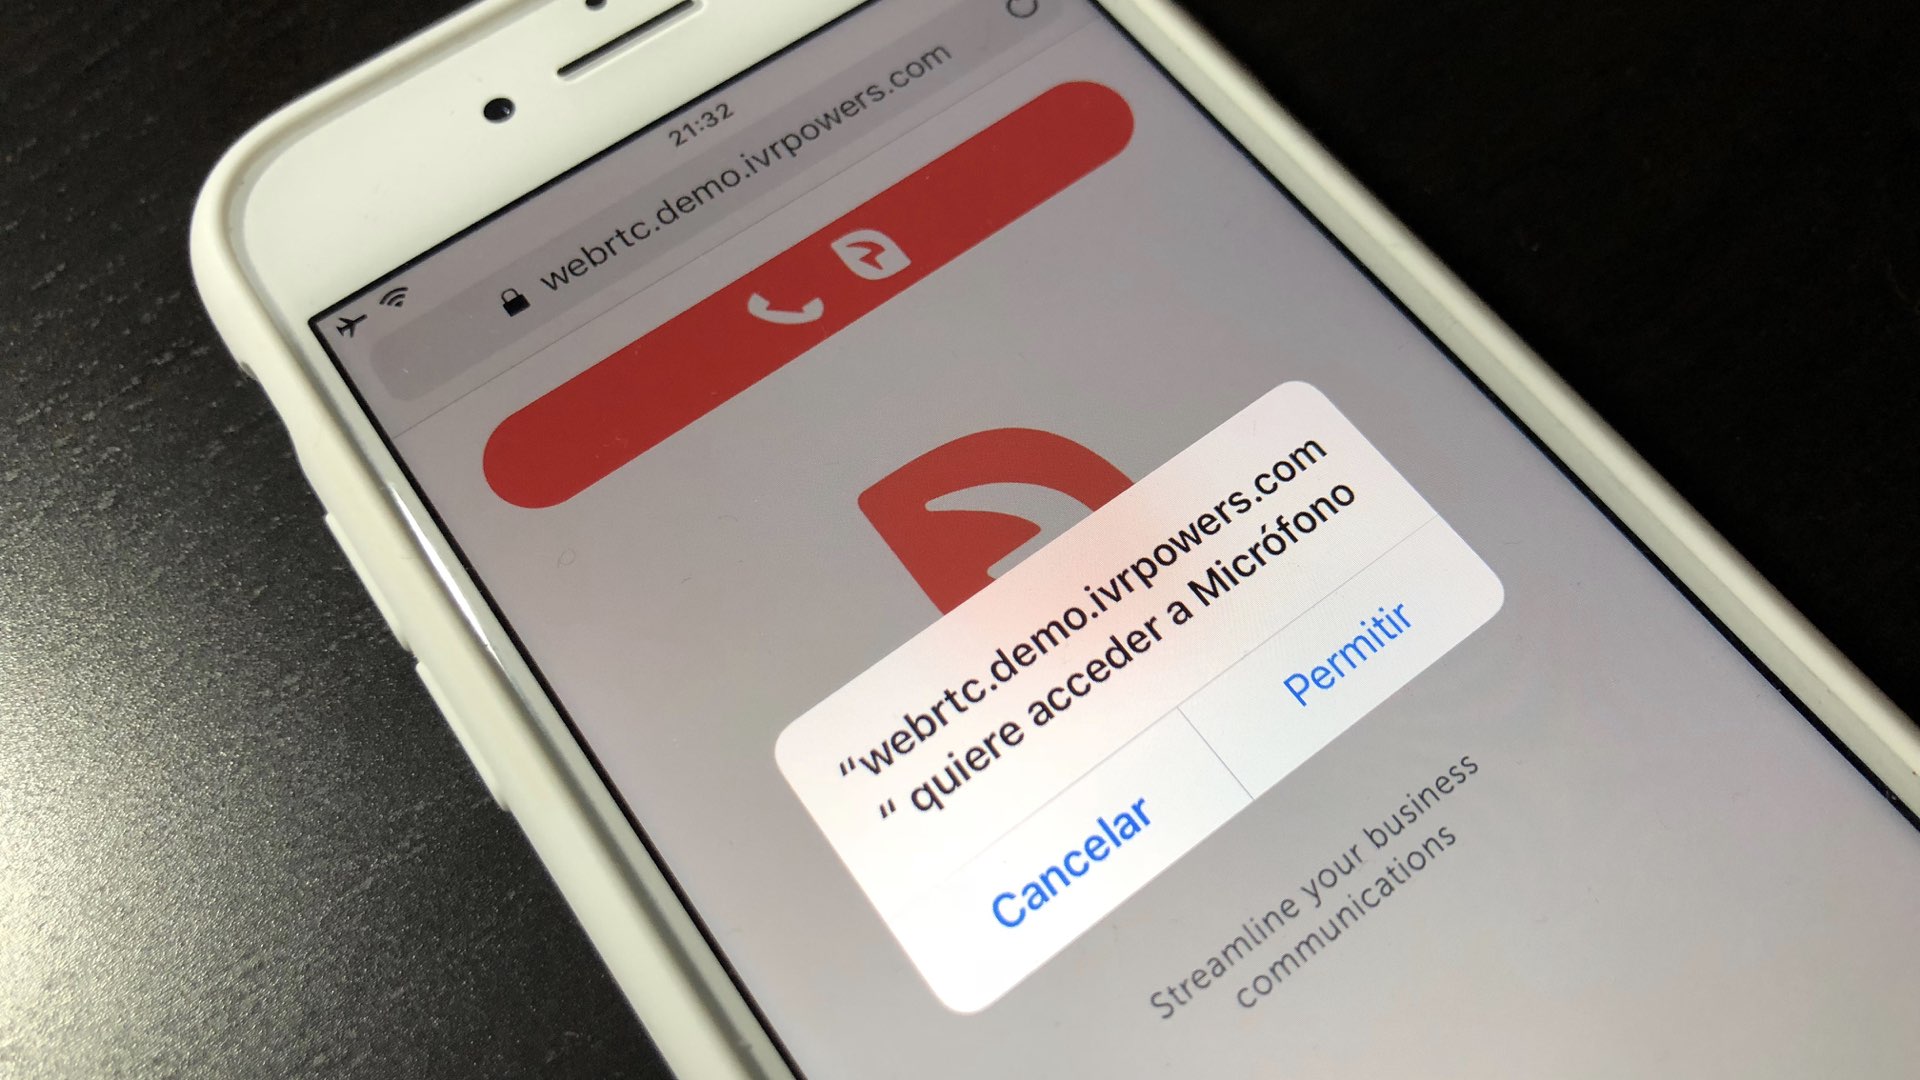 21:32
webrtc.demo.ivrpowers.com
“webrtc.demo.ivrpowers.com
“ quiere acceder a Micrófono
Cancelar
Permitir
Streamline your business
communications